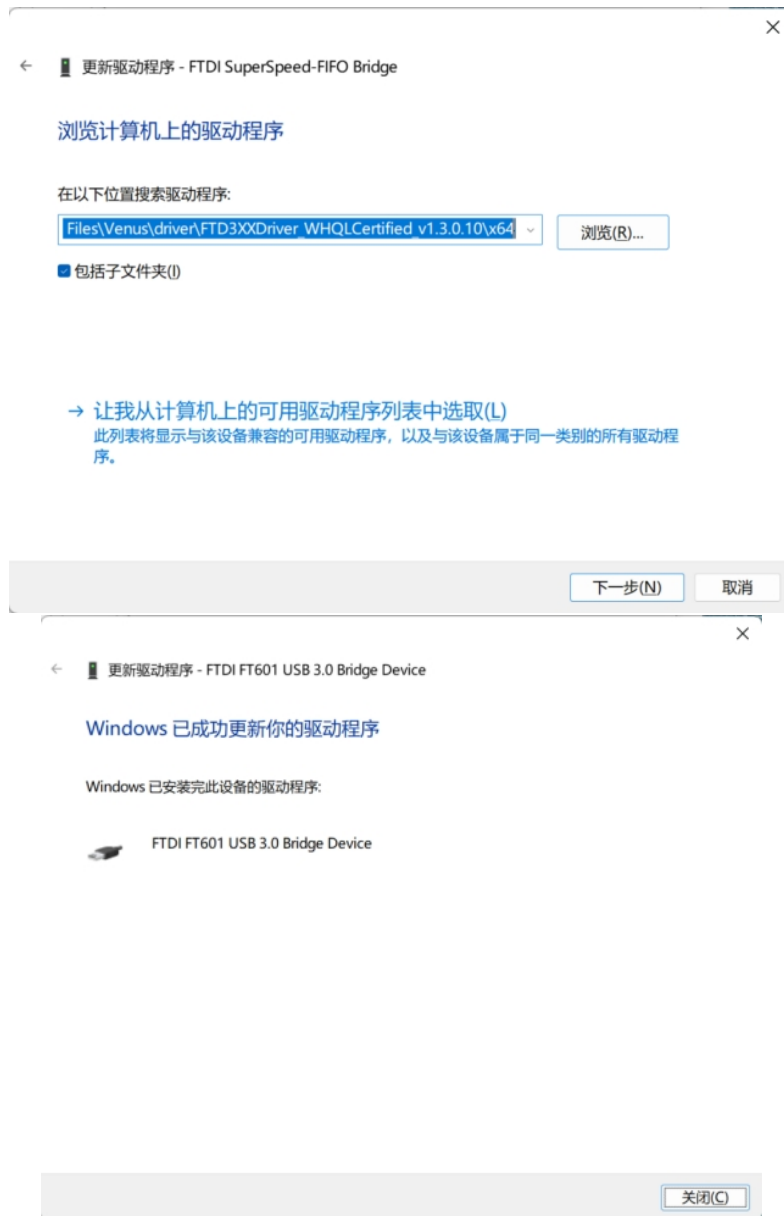 更新驱动程序 - FTDI SuperSpeed-FIFO Bridge
浏览计算机上的驱动程序
在以下位置搜索驱动程序:
Files\Venus\driver\FTD3XXDriver_WHQLCertified_v1.3.0.10\x64
浏览(R)...
包括子文件夹(I)
让我从计算机上的可用驱动程序列表中选取(L)
此列表将显示与该设备兼容的可用驱动程序，以及与该设备属于同一类别的所有驱动程
序。
下一步(N)
取消
更新驱动程序 - FTDI FT601 USB 3.0 Bridge Device
Windows 已成功更新你的驱动程序
Windows 已安装完此设备的驱动程序:
FTDI FT601 USB 3.0 Bridge Device
关闭(C)